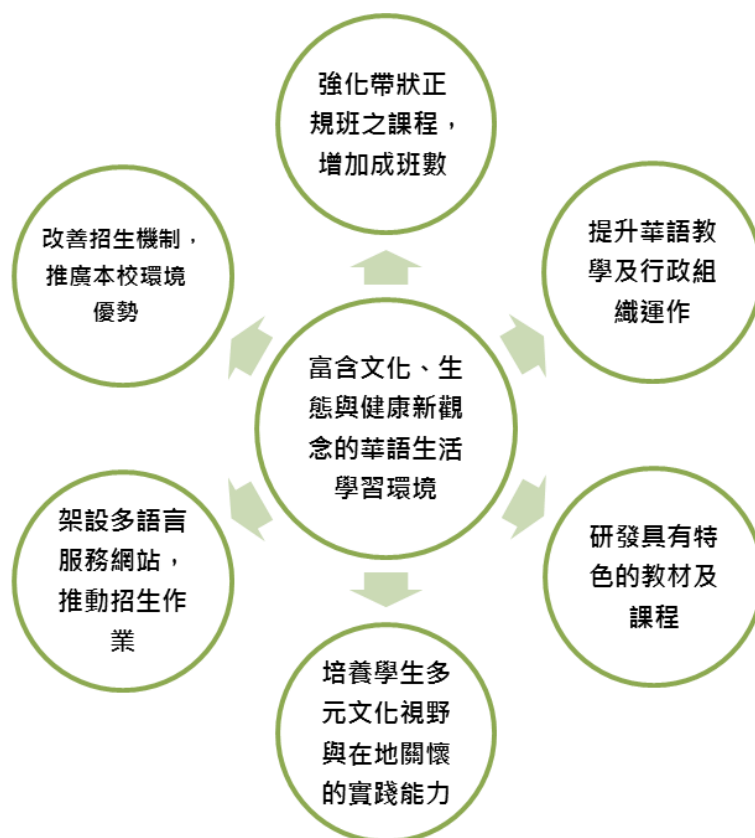 強化帶狀正
規班之課程，
增加成班數
提升華語教
學及行政組
織運作
研發具有特
色的教材及
課程
培養學生多
元文化視野
與在地關懷
的實踐能力
架設多語言
服務網站，
推動招生作
業
改善招生機制，
推廣本校環境
優勢
富含文化、生
態與健康新觀
念的華語生活
學習環境